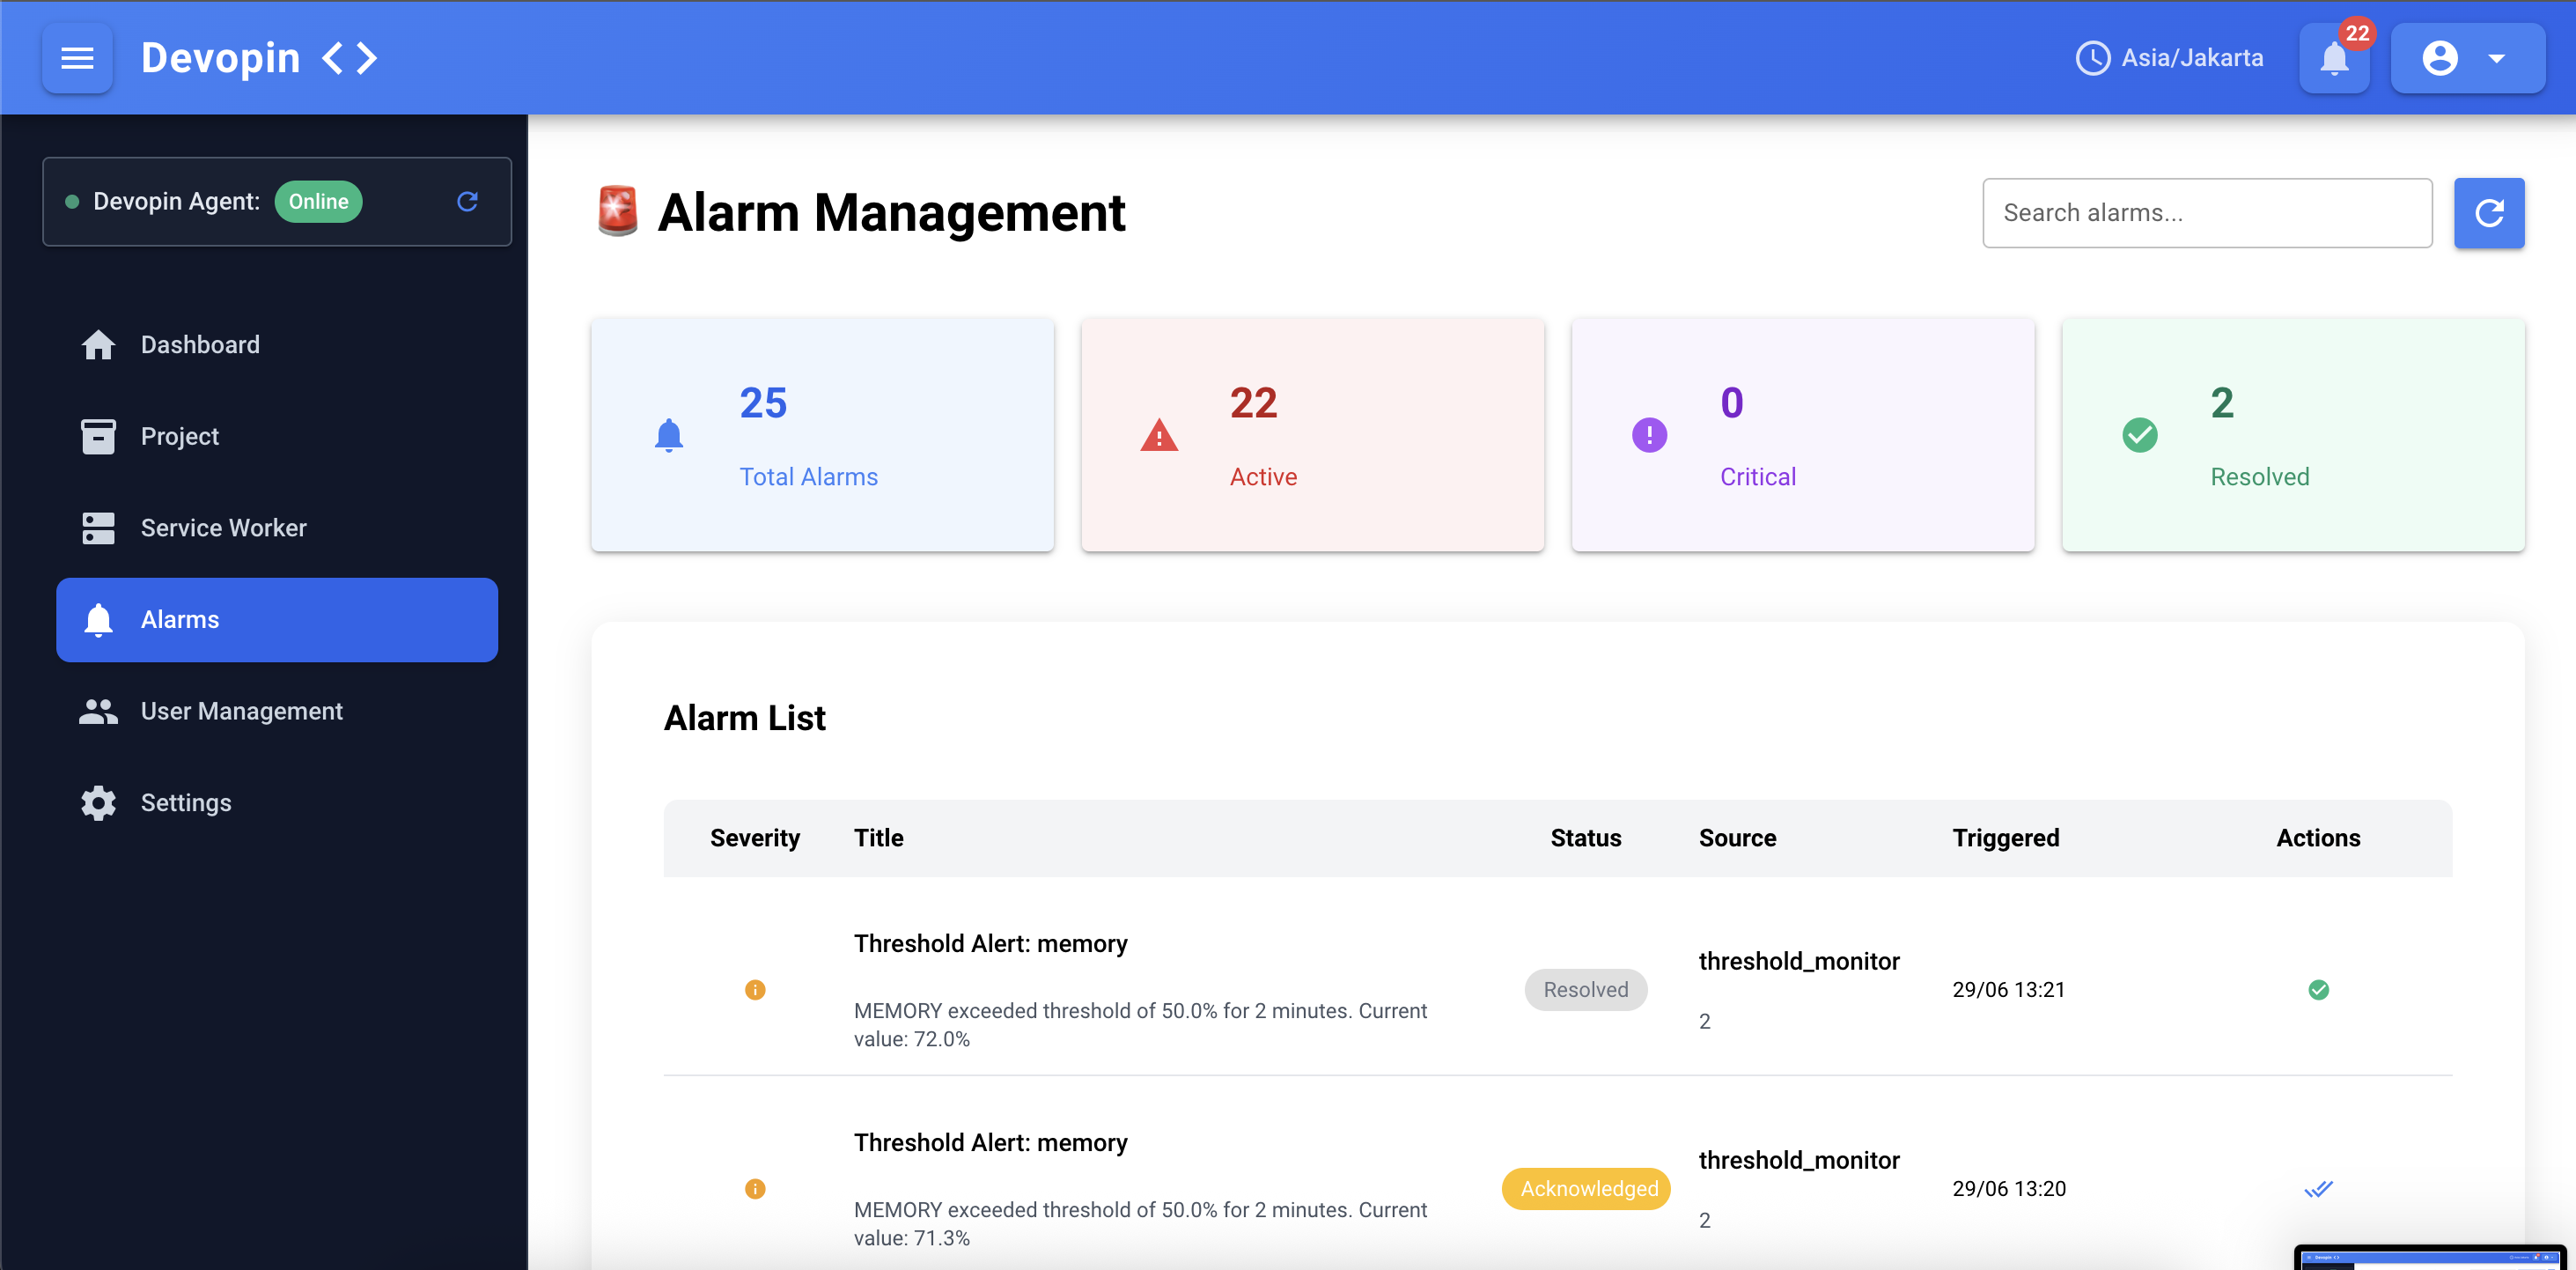 Devopin
Asia/Jakarta
22
Devopin Agent:
Online
Dashboard
Project
Service Worker
Alarms
User Management
Settings
Alarm Management
Search alarms...
25
Total Alarms
22
Active
0
Critical
2
Resolved
Alarm List
Severity Title Status Source Triggered Actions
Threshold Alert: memory
MEMORY exceeded threshold of 50.0% for 2 minutes. Current
value: 72.0%
Resolved
threshold_monitor
2
29/06 13:21
Threshold Alert: memory
MEMORY exceeded threshold of 50.0% for 2 minutes. Current
value: 71.3%
Acknowledged
threshold_monitor
2
29/06 13:20